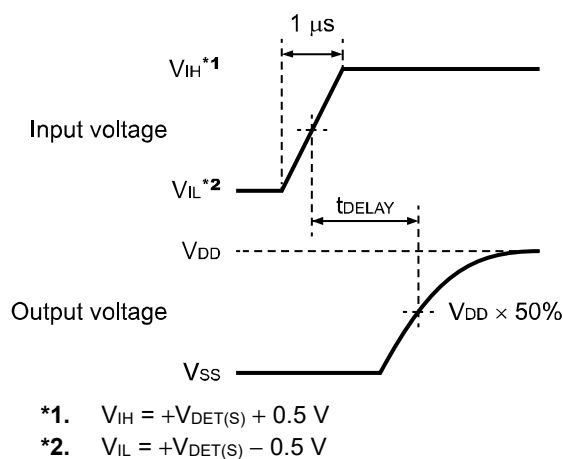 1 μs
VIH*1
Input voltage
VIL*2
tDELAY
VDD
Output voltage
VDD × 50%
VSS
*1. VIH = +VDET(S) + 0.5 V
*2. VIL = +VDET(S) − 0.5 V